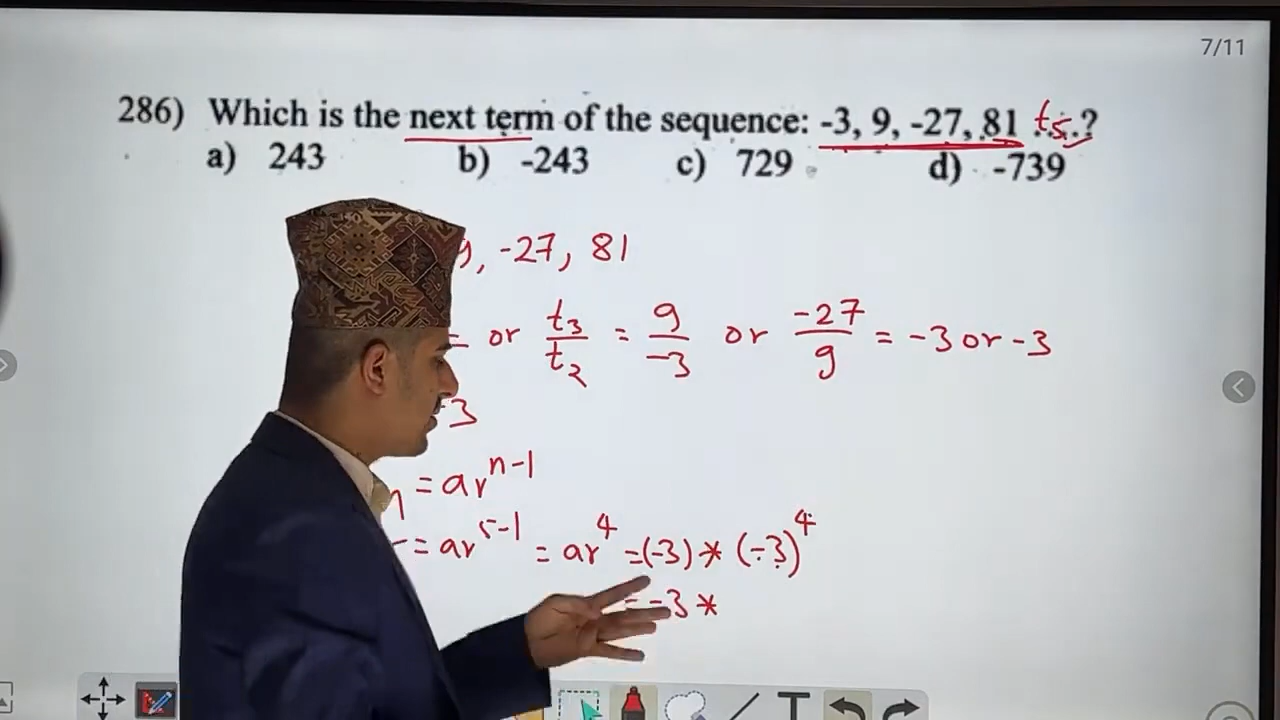 7/11
286) Which is the next term of the sequence: -3, 9, -27, 81 t5.?
a) 243 b) -243 c) 729 d) -739
9, -27, 81
= or t3/t2 = 9/-3 or -27/9 = -3 or -3
-3
= ar^n-1
= ar^5-1 = ar^4 = (-3) * (-3)^4
= -3 *
T